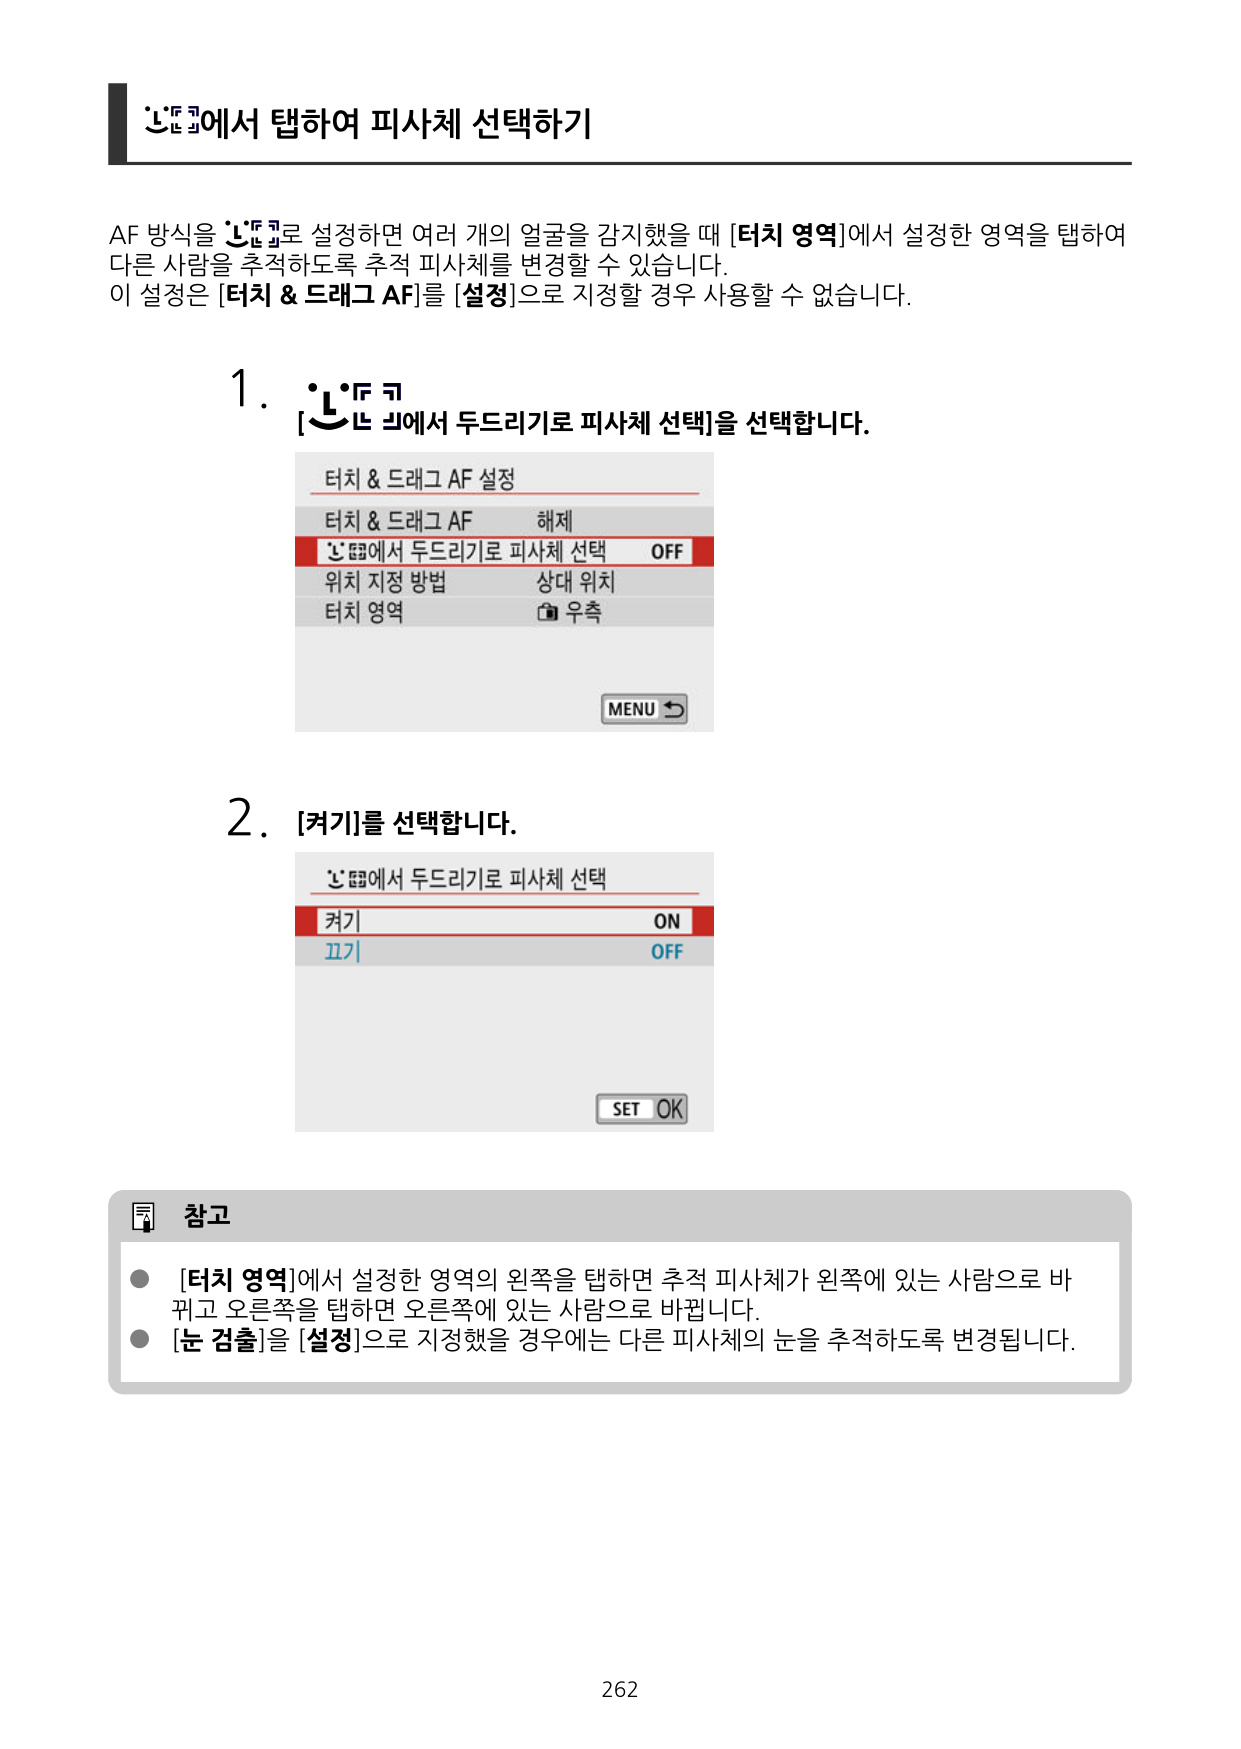 에서 탭하여 피사체 선택하기
AF 방식을 로 설정하면 여러 개의 얼굴을 감지했을 때 [터치 영역]에서 설정한 영역을 탭하여
다른 사람을 추적하도록 추적 피사체를 변경할 수 있습니다.
이 설정은 [터치 & 드래그 AF]를 [설정]으로 지정할 경우 사용할 수 없습니다.
1. [에서 두드리기로 피사체 선택]을 선택합니다.
터치 & 드래그 AF 설정
터치 & 드래그 AF 해제
에서 두드리기로 피사체 선택 OFF
위치 지정 방법 상대 위치
터치 영역 우측
MENU
2. [켜기]를 선택합니다.
에서 두드리기로 피사체 선택
켜기 ON
끄기 OFF
SET OK
참고
● [터치 영역]에서 설정한 영역의 왼쪽을 탭하면 추적 피사체가 왼쪽에 있는 사람으로 바
뀌고 오른쪽을 탭하면 오른쪽에 있는 사람으로 바뀝니다.
● [눈 검출]을 [설정]으로 지정했을 경우에는 다른 피사체의 눈을 추적하도록 변경됩니다.
262